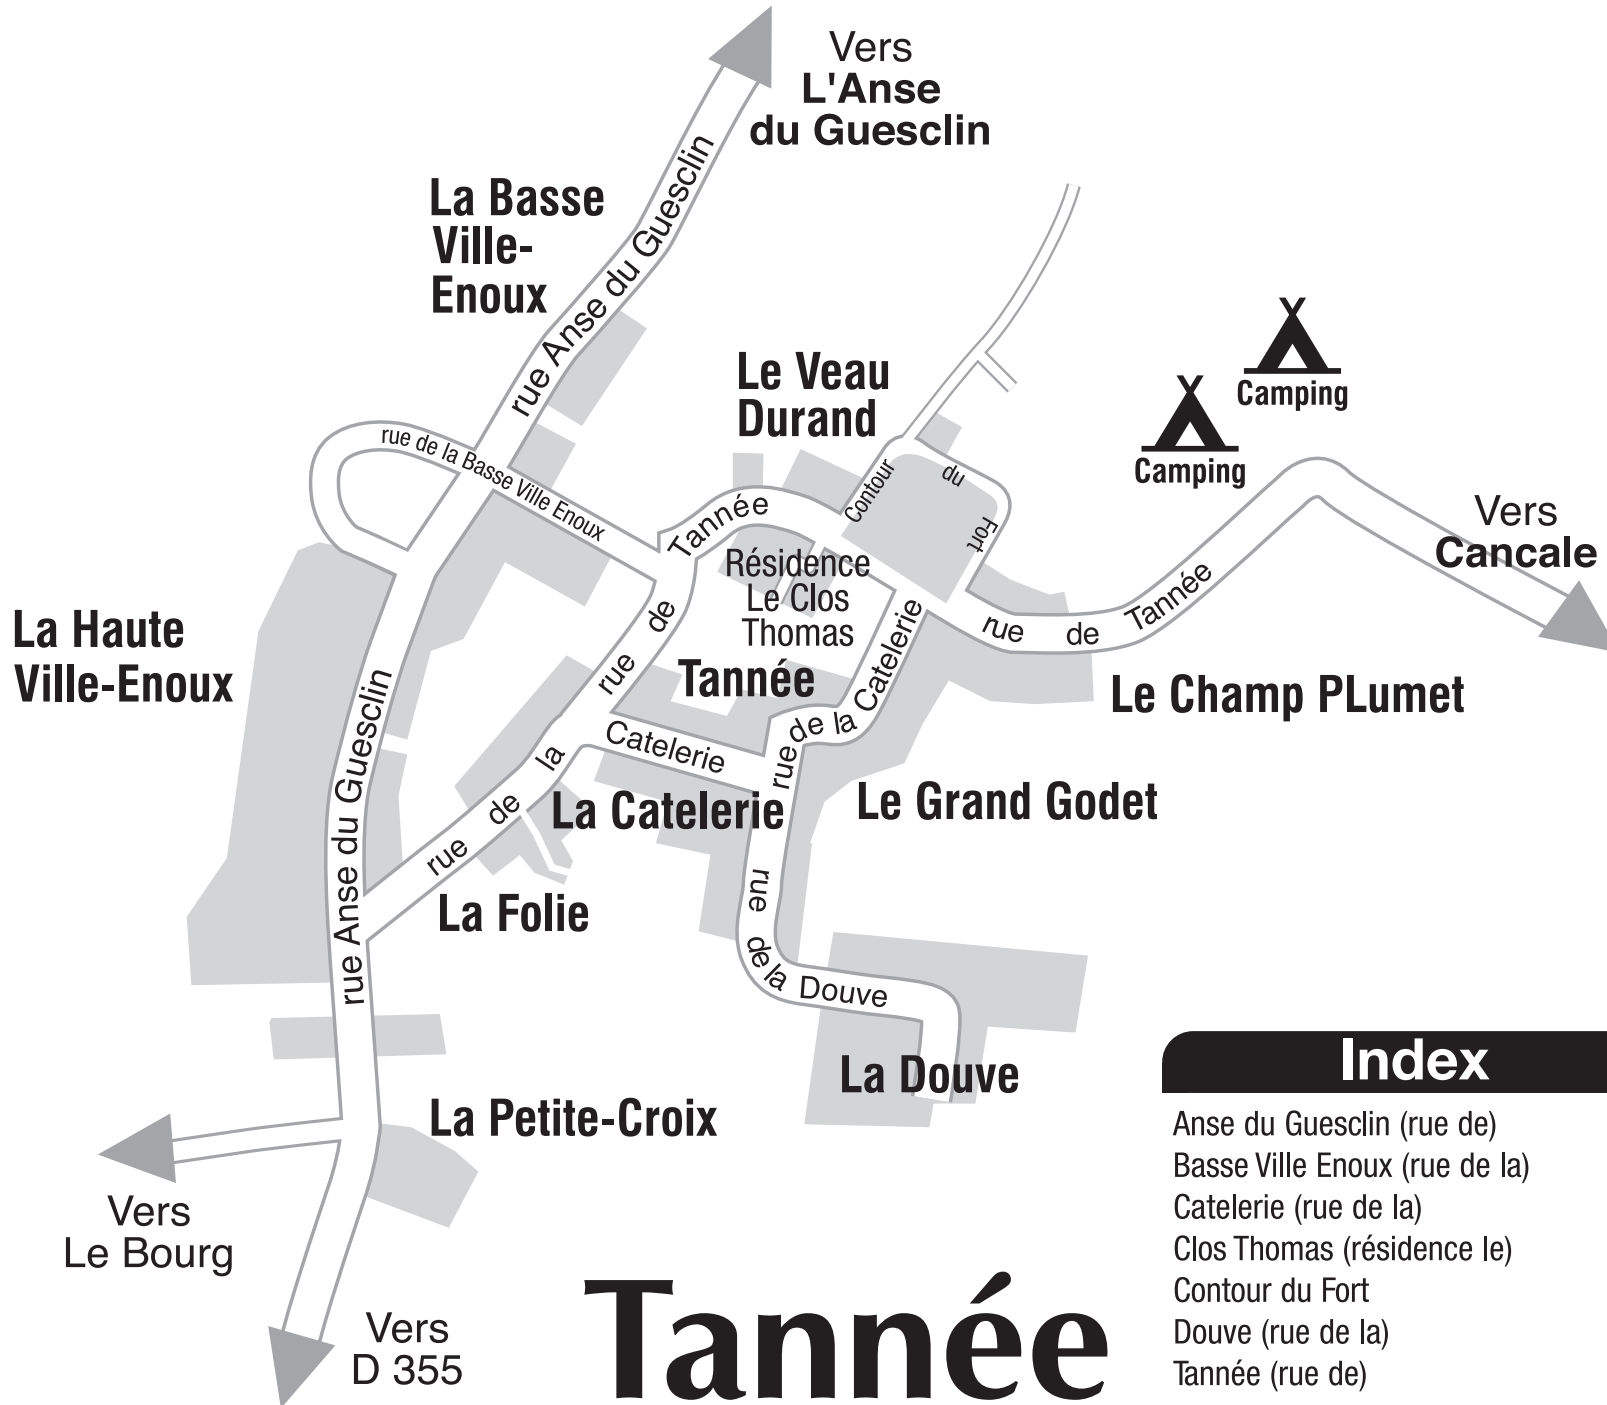 Vers
L'Anse
du Guesclin
rue Anse du Guesclin
La Basse
Ville-
Enoux
Le Veau
Durand
Camping
Camping
rue de la Basse Ville Enoux
Contour du Fort
Vers
Cancale
rue de Tannée
Résidence
Le Clos
Thomas
rue de Tannée
La Haute
Ville-Enoux
Tannée
Le Champ PLumet
rue de la Catelerie
rue de la Catelerie
rue Anse du Guesclin
La Catelerie
Le Grand Godet
rue Anse du Guesclin
La Folie
rue de la Douve
La Douve
La Petite-Croix
Vers
Le Bourg
Vers
D 355
Tannée
Index
Anse du Guesclin (rue de)
Basse Ville Enoux (rue de la)
Catelerie (rue de la)
Clos Thomas (résidence le)
Contour du Fort
Douve (rue de la)
Tannée (rue de)